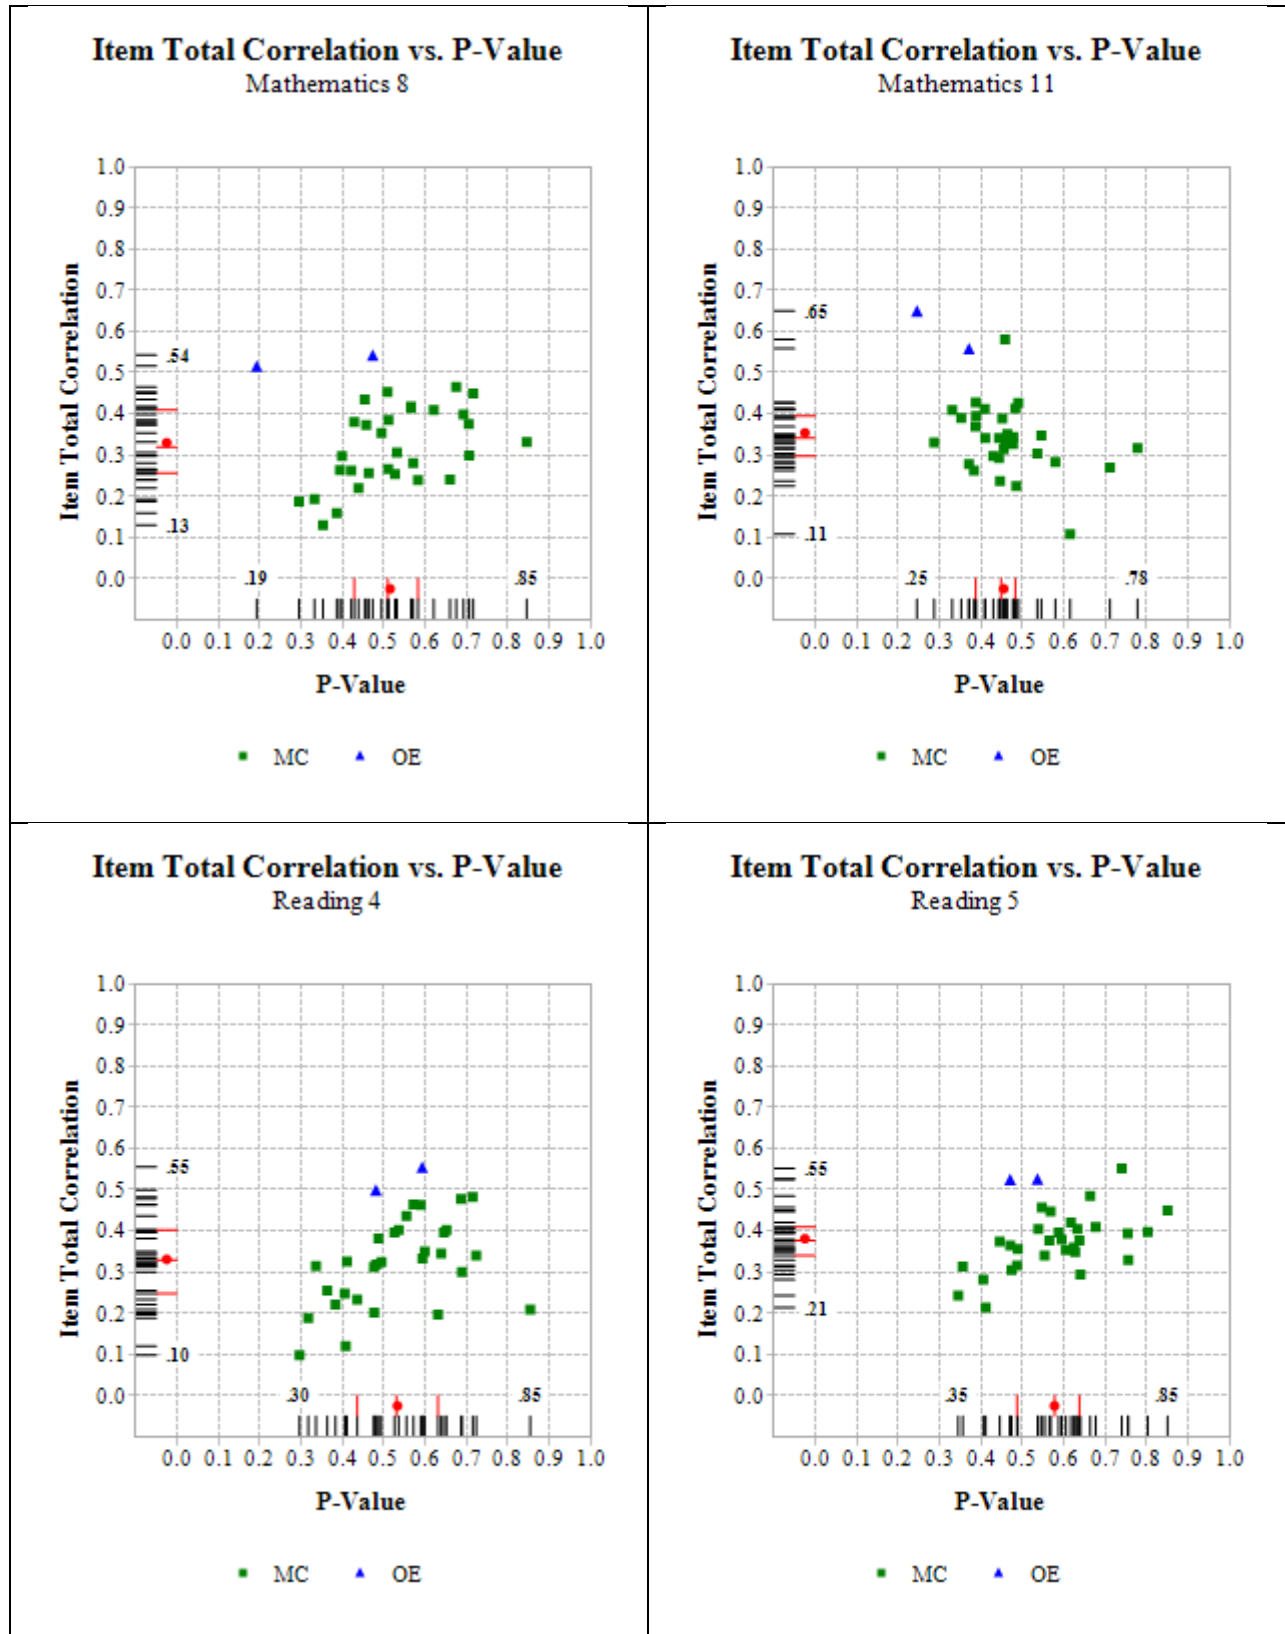 Item Total Correlation vs. P-Value
Mathematics 8
1.0
0.9
0.8
0.7
0.6
0.5
0.4
0.3
0.2
0.1
0.0
Item Total Correlation
.54
.13
.19
.85
0.0 0.1 0.2 0.3 0.4 0.5 0.6 0.7 0.8 0.9 1.0
P-Value
MC OE
Item Total Correlation vs. P-Value
Mathematics 11
1.0
0.9
0.8
0.7
0.6
0.5
0.4
0.3
0.2
0.1
0.0
Item Total Correlation
.65
.11
.25
.78
0.0 0.1 0.2 0.3 0.4 0.5 0.6 0.7 0.8 0.9 1.0
P-Value
MC OE
Item Total Correlation vs. P-Value
Reading 4
1.0
0.9
0.8
0.7
0.6
0.5
0.4
0.3
0.2
0.1
0.0
Item Total Correlation
.55
.10
.30
.85
0.0 0.1 0.2 0.3 0.4 0.5 0.6 0.7 0.8 0.9 1.0
P-Value
MC OE
Item Total Correlation vs. P-Value
Reading 5
1.0
0.9
0.8
0.7
0.6
0.5
0.4
0.3
0.2
0.1
0.0
Item Total Correlation
.55
.21
.35
.85
0.0 0.1 0.2 0.3 0.4 0.5 0.6 0.7 0.8 0.9 1.0
P-Value
MC OE